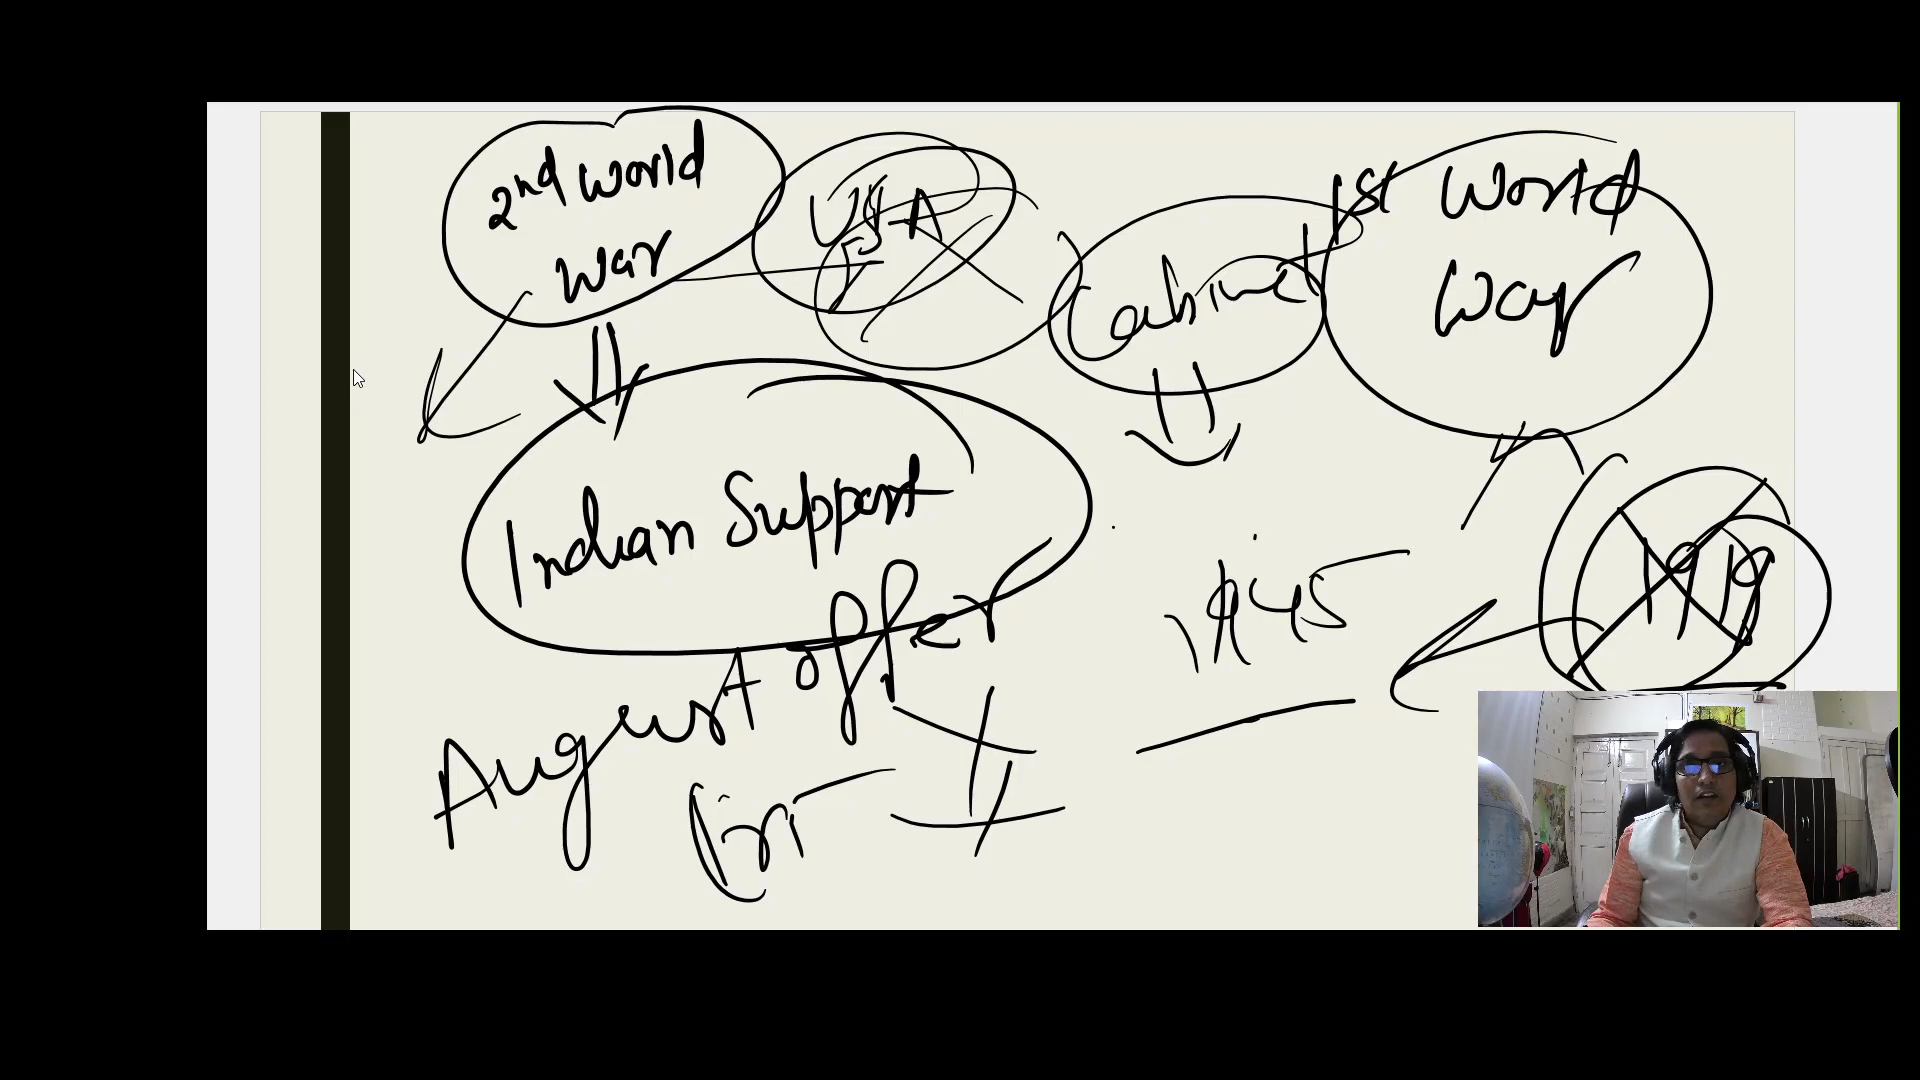 2nd world
war
USA
Cabinet
1st World
War
Indian Support
1945
1919
August offer